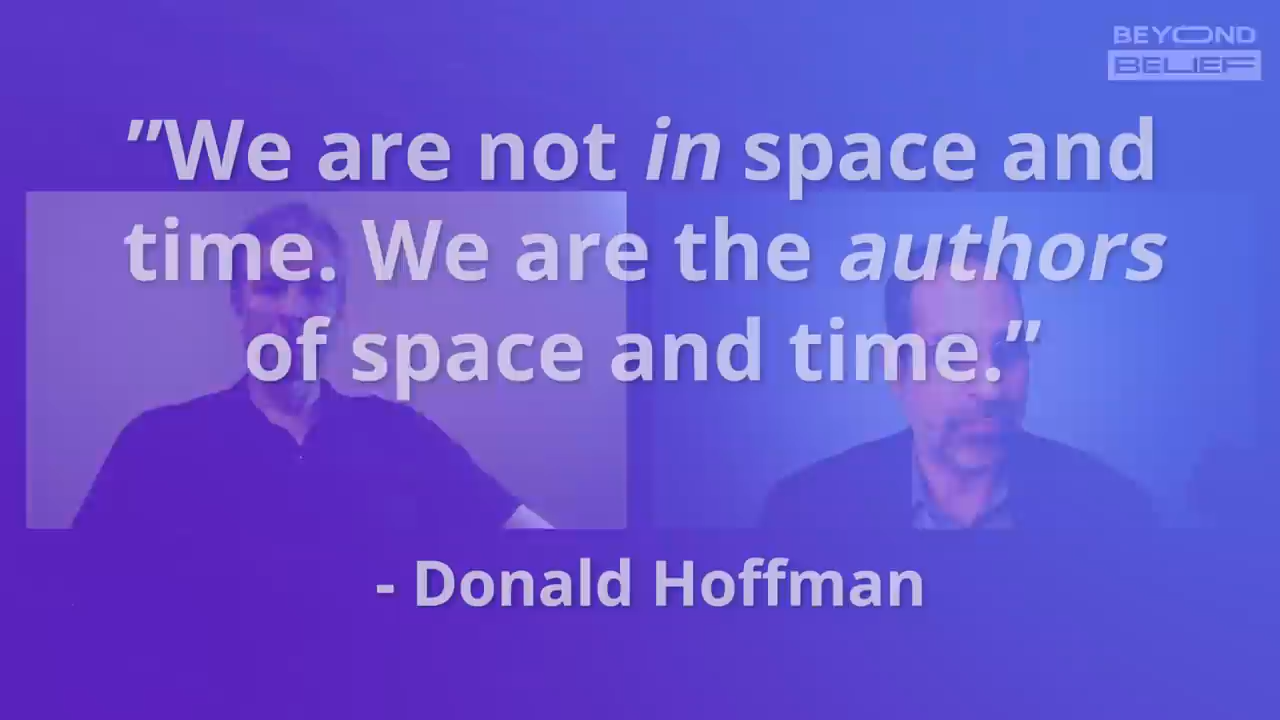 BEYOND
BELIEF
”We are not in space and
time. We are the authors
of space and time.”
- Donald Hoffman